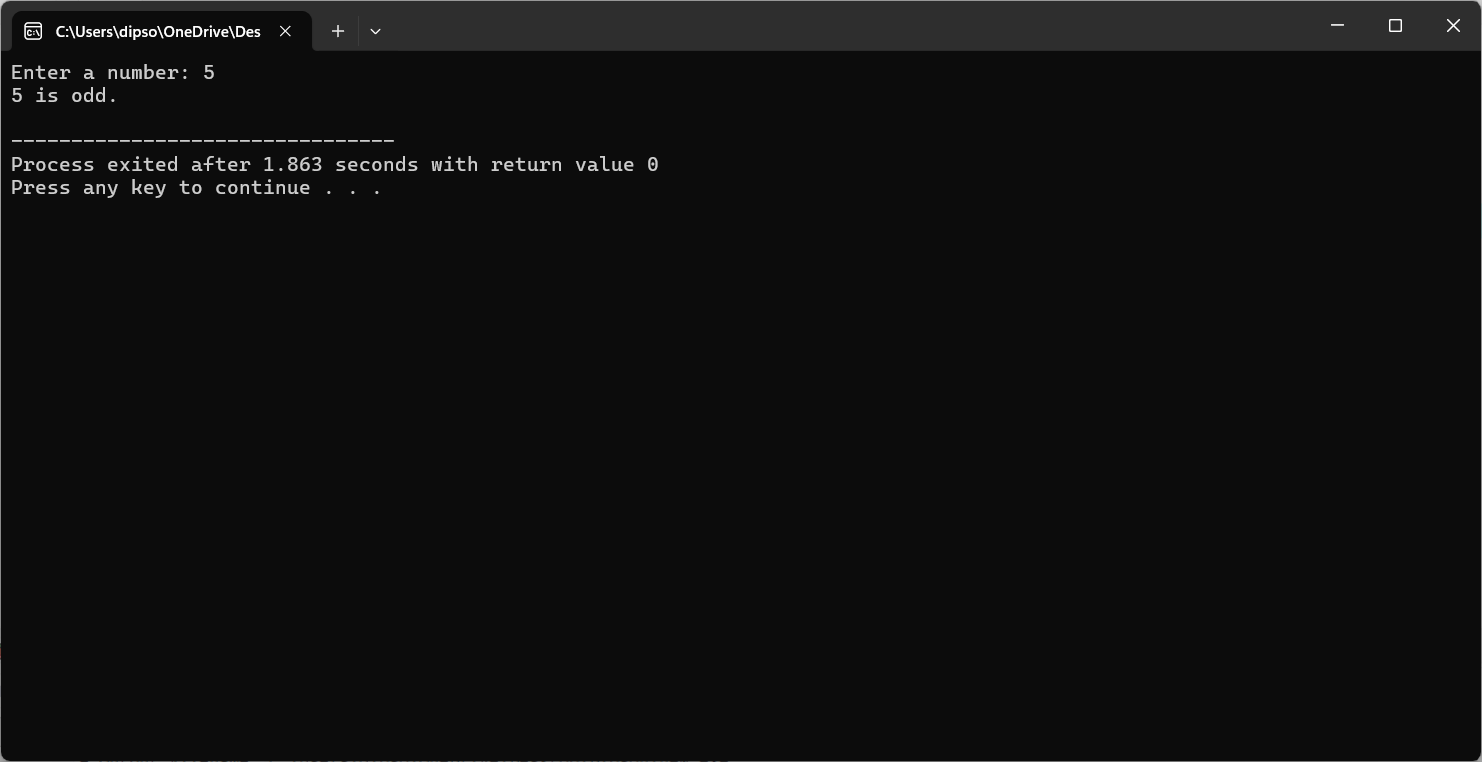 C:\Users\dipso\OneDrive\Des
Enter a number: 5
5 is odd.
--------------------------------
Process exited after 1.863 seconds with return value 0
Press any key to continue . . .